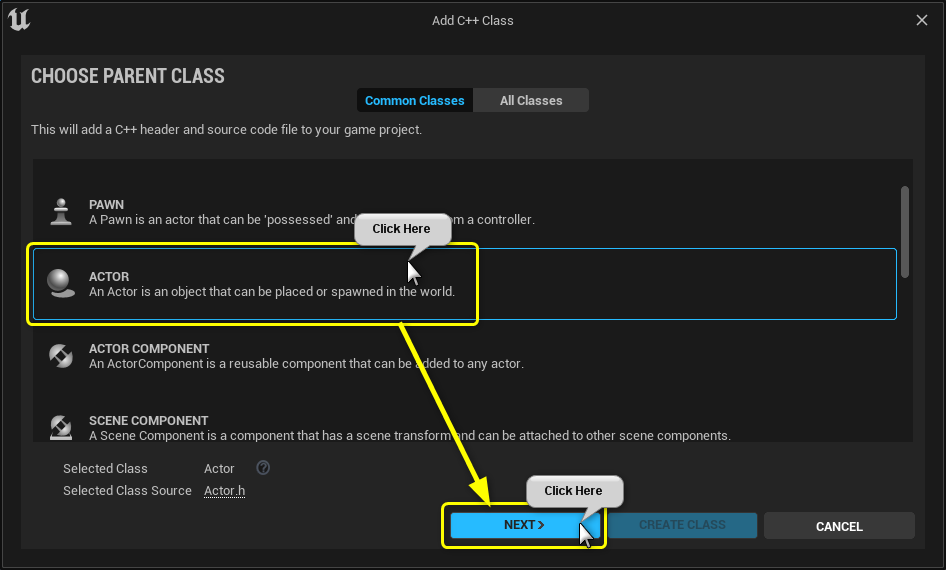 Add C++ Class
CHOOSE PARENT CLASS
Common Classes
All Classes
This will add a C++ header and source code file to your game project.
PAWN
A Pawn is an actor that can be 'possessed' and om a controller.
Click Here
ACTOR
An Actor is an object that can be placed or spawned in the world.
ACTOR COMPONENT
An ActorComponent is a reusable component that can be added to any actor.
SCENE COMPONENT
A Scene Component is a component that has a scene transform and can be attached to other scene components.
Selected Class Actor
Selected Class Source Actor.h
Click Here
NEXT >
CREATE CLASS
CANCEL